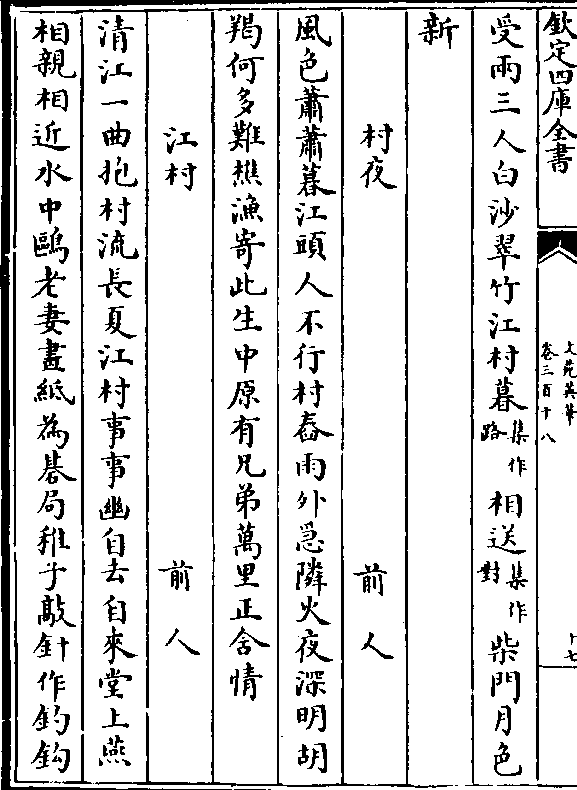 欽定四庫全書
文苑英華
卷三百十八
十七
受兩三人白沙翠竹江村暮集作路相送集作對柴門月色
新
村夜 前人
風色蕭蕭暮江頭人不行村舂雨外急隣火夜深明胡
羯何多難樵漁寄此生中原有兄弟萬里正含情
江村 前人
清江一曲抱村流長夏江村事事幽自去自來堂上燕
相親相近水中鷗老妻畫紙為棊局稚子敲針作釣鈎